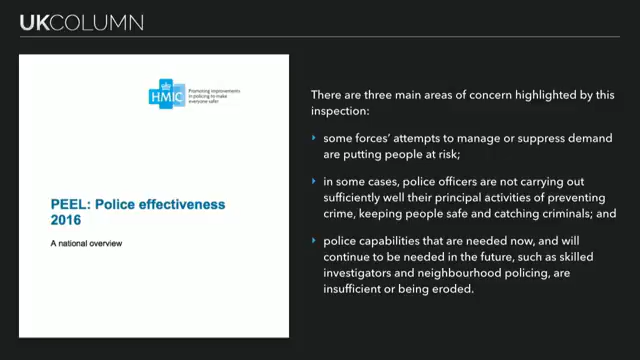 UKCOLUMN
HMIC
Promoting improvements
in policing to make
everyone safer
PEEL: Police effectiveness
2016
A national overview
There are three main areas of concern highlighted by this
inspection:
some forces' attempts to manage or suppress demand
are putting people at risk;
in some cases, police officers are not carrying out
sufficiently well their principal activities of preventing
crime, keeping people safe and catching criminals; and
police capabilities that are needed now, and will
continue to be needed in the future, such as skilled
investigators and neighbourhood policing, are
insufficient or being eroded.